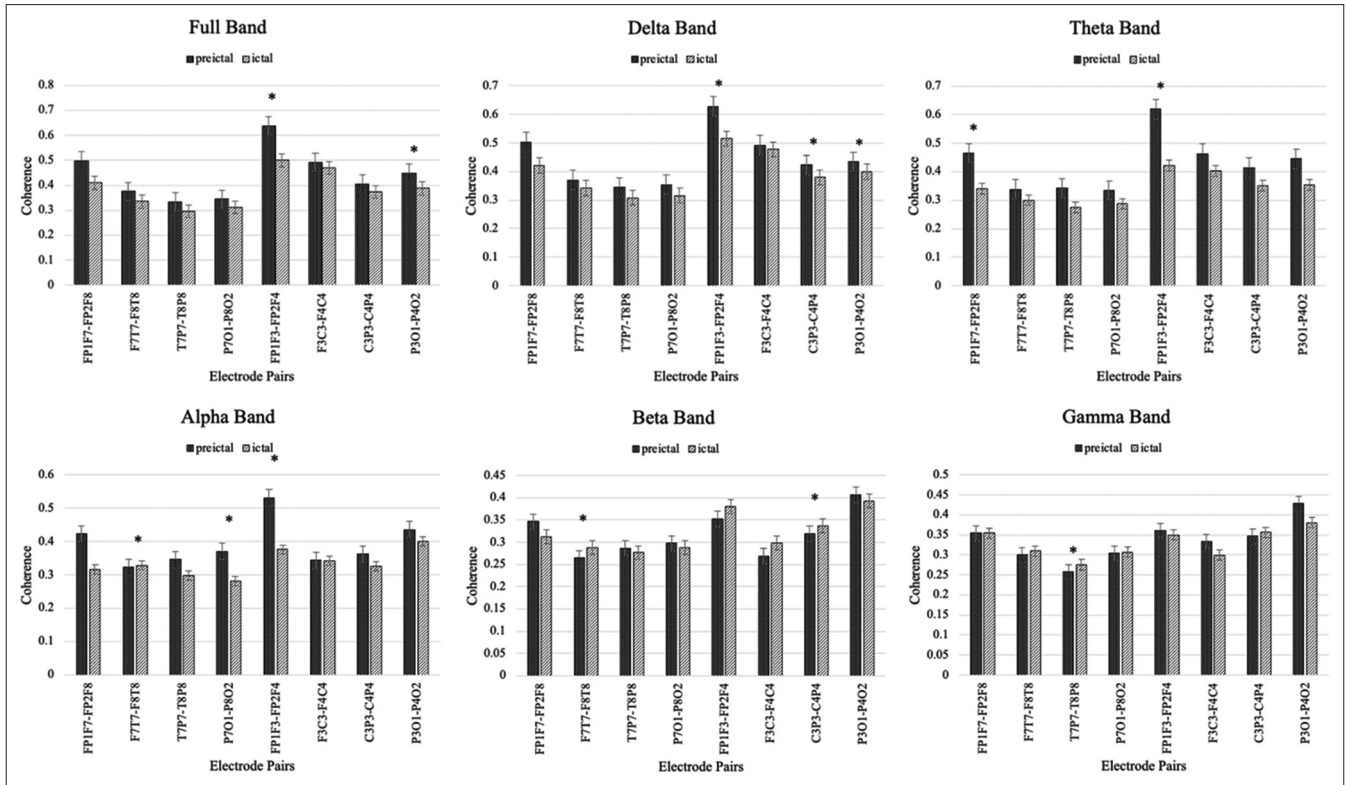 Full Band
preictal ictal
Coherence
0.8
0.7
0.6
0.5
0.4
0.3
0.2
0.1
0
*
*
FP1F7-FP2F8
F7T7-F8T8
T7P7-T8P8
P7O1-P8O2
FP1F3-FP2F4
F3C3-F4C4
C3P3-C4P4
P3O1-P4O2
Electrode Pairs
Delta Band
preictal ictal
Coherence
0.7
0.6
0.5
0.4
0.3
0.2
0.1
0
*
*
*
FP1F7-FP2F8
F7T7-F8T8
T7P7-T8P8
P7O1-P8O2
FP1F3-FP2F4
F3C3-F4C4
C3P3-C4P4
P3O1-P4O2
Electrode Pairs
Theta Band
preictal ictal
Coherence
0.7
0.6
0.5
0.4
0.3
0.2
0.1
0
*
*
FP1F7-FP2F8
F7T7-F8T8
T7P7-T8P8
P7O1-P8O2
FP1F3-FP2F4
F3C3-F4C4
C3P3-C4P4
P3O1-P4O2
Electrode Pairs
Alpha Band
preictal ictal
Coherence
0.6
0.5
0.4
0.3
0.2
0.1
0
*
*
*
FP1F7-FP2F8
F7T7-F8T8
T7P7-T8P8
P7O1-P8O2
FP1F3-FP2F4
F3C3-F4C4
C3P3-C4P4
P3O1-P4O2
Electrode Pairs
Beta Band
preictal ictal
Coherence
0.45
0.4
0.35
0.3
0.25
0.2
0.15
0.1
0.05
0
*
*
FP1F7-FP2F8
F7T7-F8T8
T7P7-T8P8
P7O1-P8O2
FP1F3-FP2F4
F3C3-F4C4
C3P3-C4P4
P3O1-P4O2
Electrode Pairs
Gamma Band
preictal ictal
Coherence
0.5
0.45
0.4
0.35
0.3
0.25
0.2
0.15
0.1
0.05
0
*
FP1F7-FP2F8
F7T7-F8T8
T7P7-T8P8
P7O1-P8O2
FP1F3-FP2F4
F3C3-F4C4
C3P3-C4P4
P3O1-P4O2
Electrode Pairs